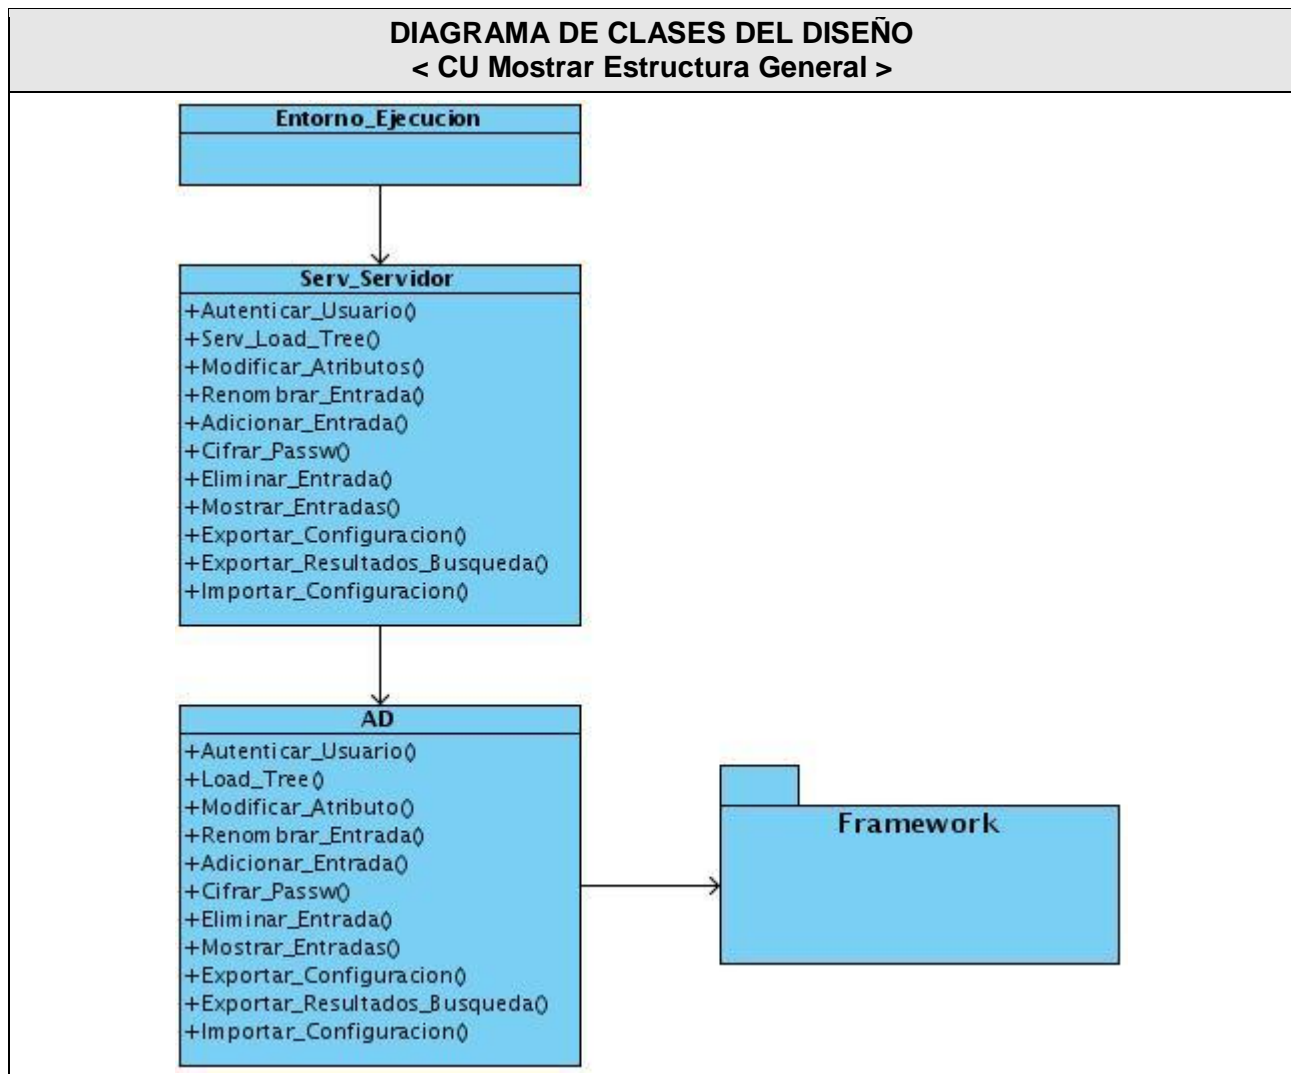 DIAGRAMA DE CLASES DEL DISEÑO
< CU Mostrar Estructura General >
Entorno_Ejecucion
Serv_Servidor
+Autenticar_Usuario()
+Serv_Load_Tree()
+Modificar_Atributos()
+Renombrar_Entrada()
+Adicionar_Entrada()
+Cifrar_Passw()
+Eliminar_Entrada()
+Mostrar_Entradas()
+Exportar_Configuracion()
+Exportar_Resultados_Busqueda()
+Importar_Configuracion()
AD
+Autenticar_Usuario()
+Load_Tree()
+Modificar_Atributo()
+Renombrar_Entrada()
+Adicionar_Entrada()
+Cifrar_Passw()
+Eliminar_Entrada()
+Mostrar_Entradas()
+Exportar_Configuracion()
+Exportar_Resultados_Busqueda()
+Importar_Configuracion()
Framework